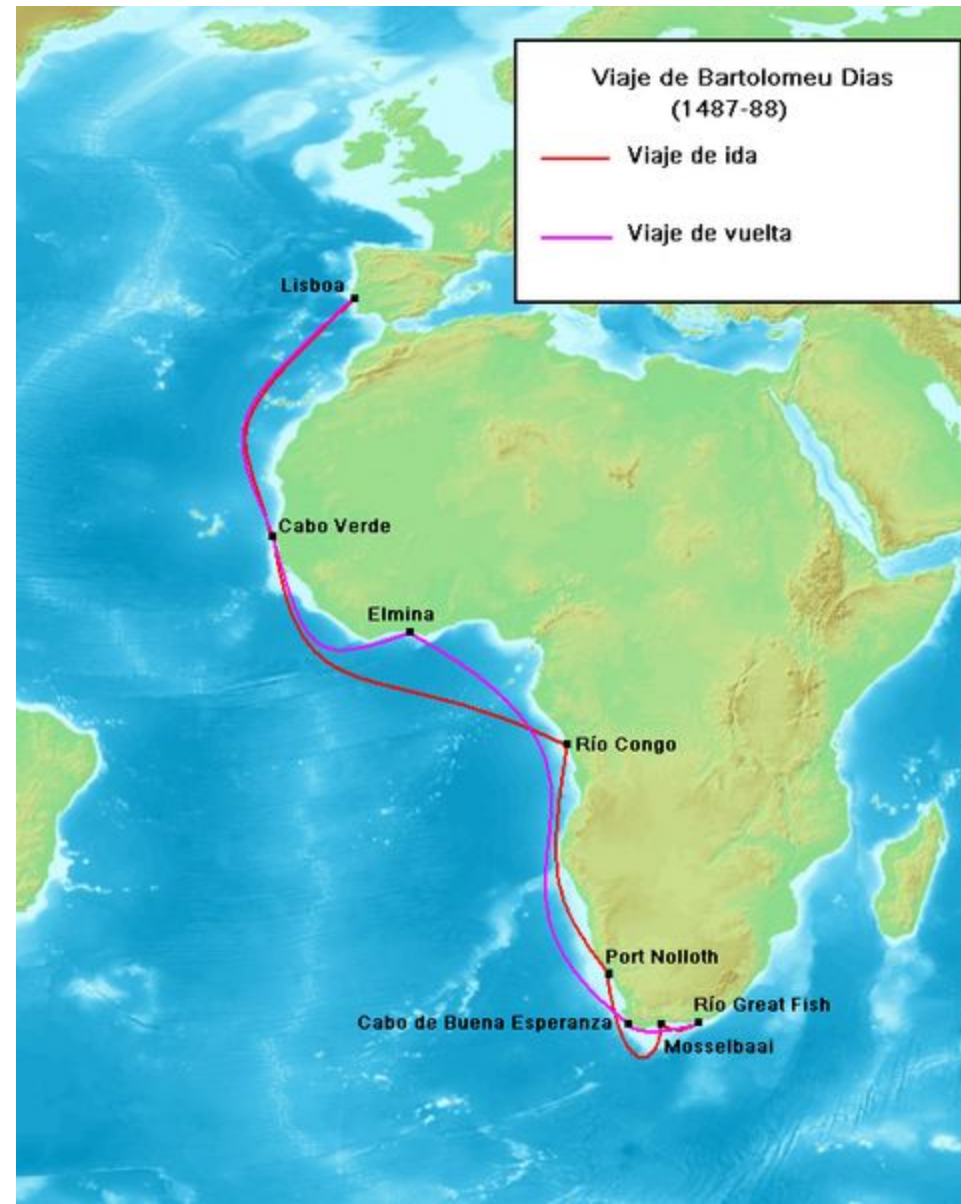 Viaje de Bartolomeu Dias
(1487-88)
Viaje de ida
Viaje de vuelta
Lisboa
Cabo Verde
Elmina
Río Congo
Port Nolloth
Río Great Fish
Cabo de Buena Esperanza
Mosselbaai